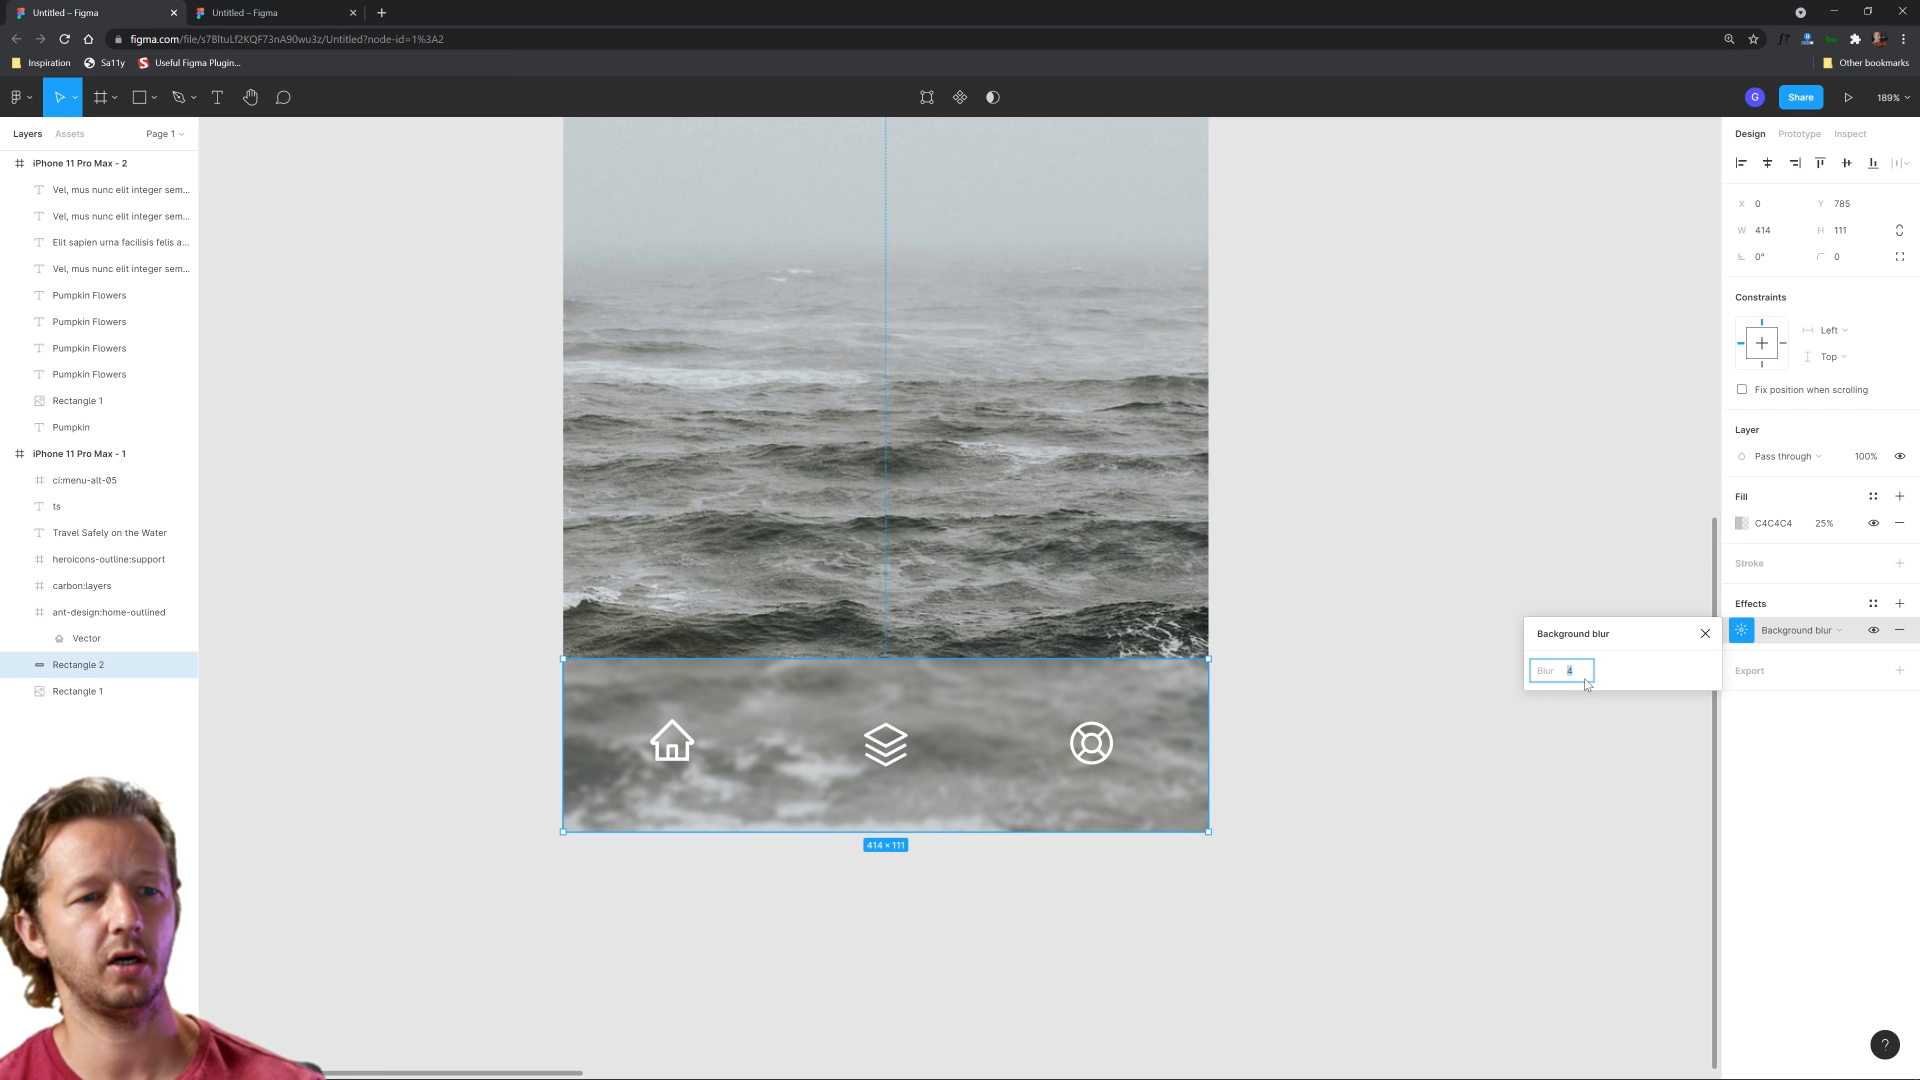 Untitled – Figma
Untitled – Figma
figma.com/file/s7BltuLf2KQF73nA90wu3z/Untitled?node-id=1%3A2
Inspiration
Sa11y
Useful Figma Plugin...
Other bookmarks
G
Share
189%
Layers
Assets
Page 1
iPhone 11 Pro Max - 2
Vel, mus nunc elit integer sem...
Vel, mus nunc elit integer sem...
Elit sapien urna facilisis felis a...
Vel, mus nunc elit integer sem...
Pumpkin Flowers
Pumpkin Flowers
Pumpkin Flowers
Pumpkin Flowers
Rectangle 1
Pumpkin
iPhone 11 Pro Max - 1
ci:menu-alt-05
ts
Travel Safely on the Water
heroicons-outline:support
carbon:layers
ant-design:home-outlined
Vector
Rectangle 2
Rectangle 1
414 × 111
Background blur
Blur 4
Design
Prototype
Inspect
X 0
Y 785
W 414
H 111
0°
0
Constraints
Left
Top
Fix position when scrolling
Layer
Pass through
100%
Fill
C4C4C4
25%
Stroke
Effects
Background blur
Export
?